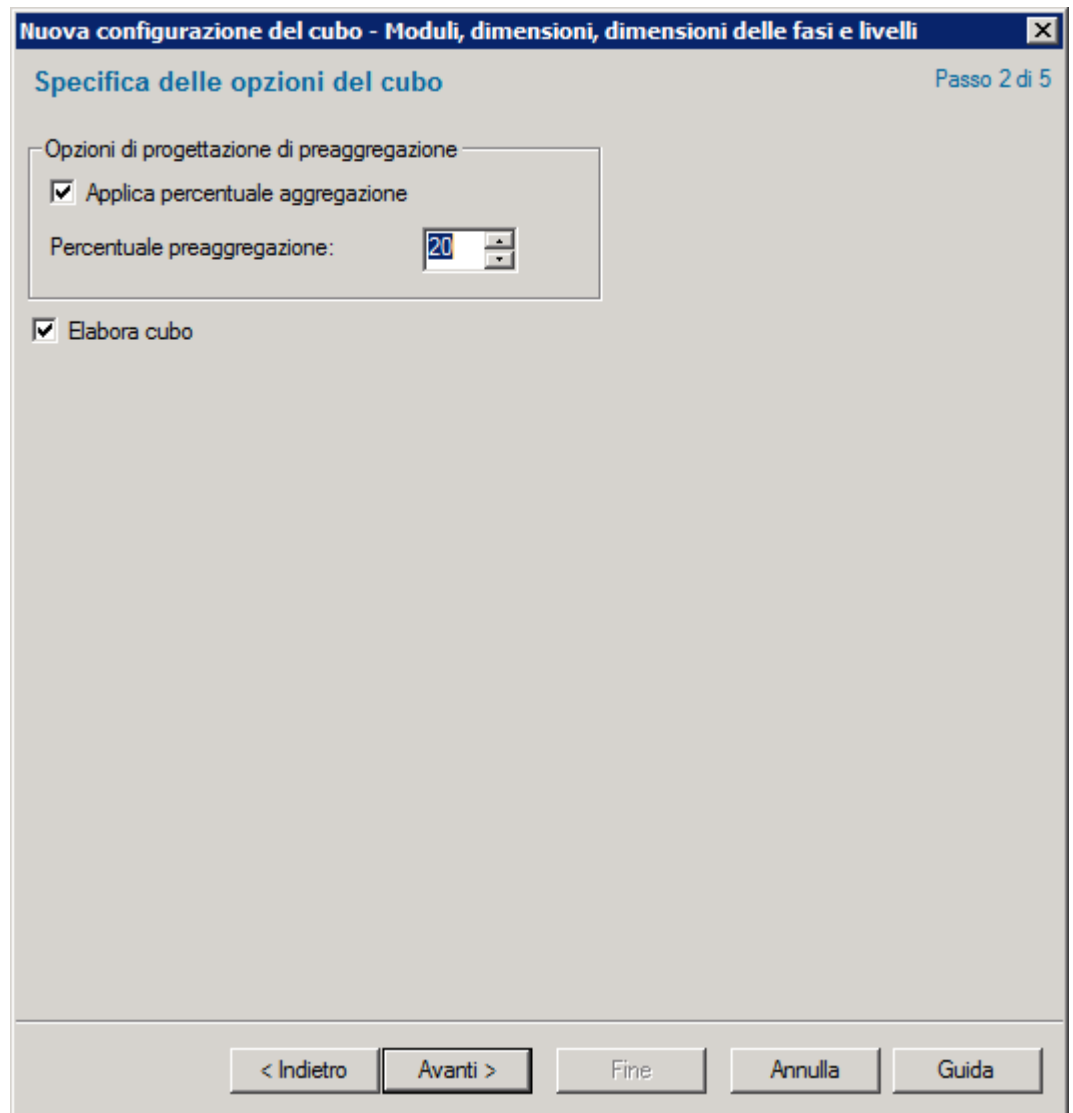 Nuova configurazione del cubo - Moduli, dimensioni, dimensioni delle fasi e livelli
Specifica delle opzioni del cubo
Passo 2 di 5
Opzioni di progettazione di preaggregazione
Applica percentuale aggregazione
Percentuale preaggregazione:
20
Elabora cubo
< Indietro
Avanti >
Fine
Annulla
Guida